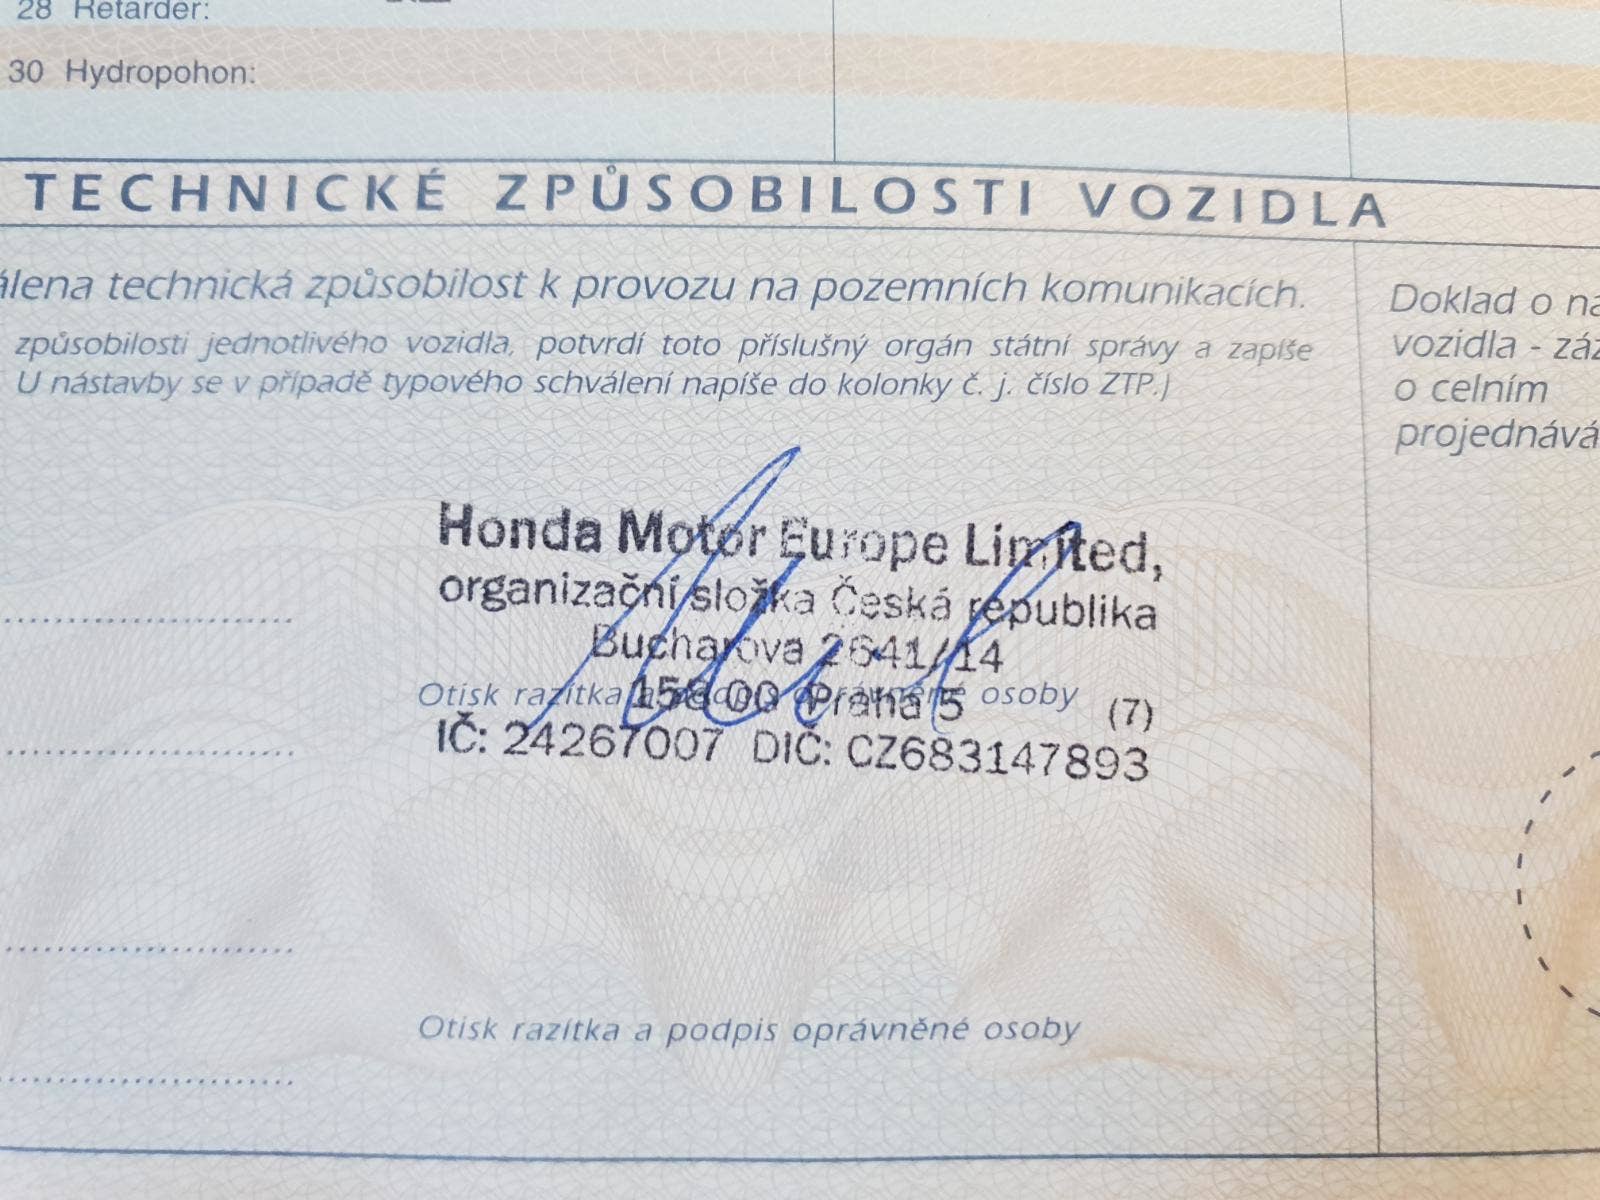 28 Retarder:
30 Hydropohon:
TECHNICKÉ ZPŮSOBILOSTI VOZIDLA
álena technická způsobilost k provozu na pozemních komunikacích.
způsobilosti jednotlivého vozidla, potvrdí toto příslušný orgán státní správy a zapíše
U nástavby se v případě typového schválení napíše do kolonky č. j. číslo ZTP.)
Doklad o na
vozidla - záz
o celním
projednává
Honda Motor Europe Limited,
organizační složka Česká republika
Bucharova 2641/14
Otisk razítka a podpis oprávněné osoby
158 00 Praha 5 (7)
IČ: 24267007 DIČ: CZ683147893
Otisk razítka a podpis oprávněné osoby